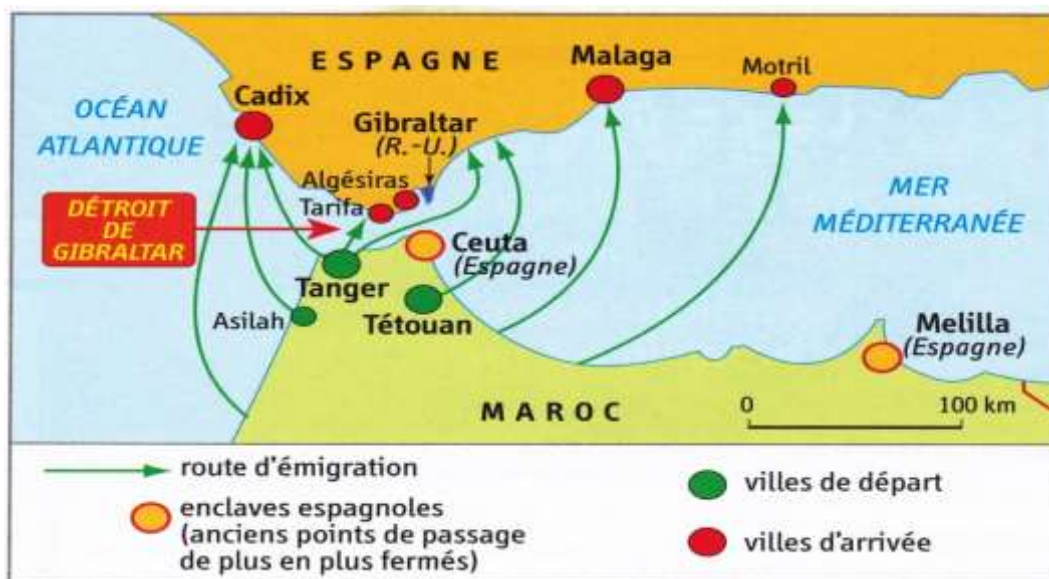 ESPAGNE
Malaga
Motril
OCÉAN
ATLANTIQUE
Cadix
Gibraltar
(R.-U.)
Algésiras
Tarifa
DÉTROIT
DE
GIBRALTAR
MER
MÉDITERRANÉE
Ceuta
(Espagne)
Tanger
Asilah
Tétouan
Melilla
(Espagne)
MAROC
0 100 km
route d'émigration
enclaves espagnoles
(anciens points de passage
de plus en plus fermés)
villes de départ
villes d'arrivée